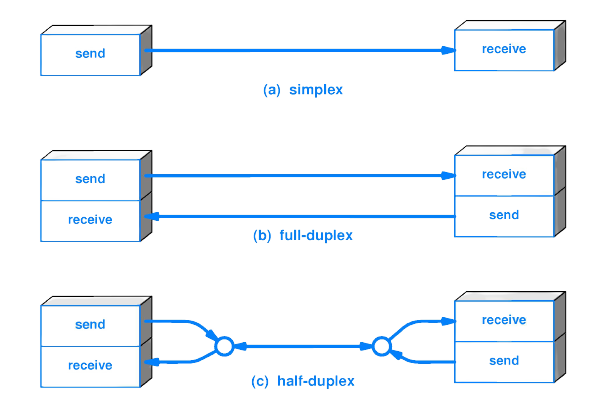 send
receive
(a) simplex
send
receive
receive
send
(b) full-duplex
send
receive
receive
send
(c) half-duplex